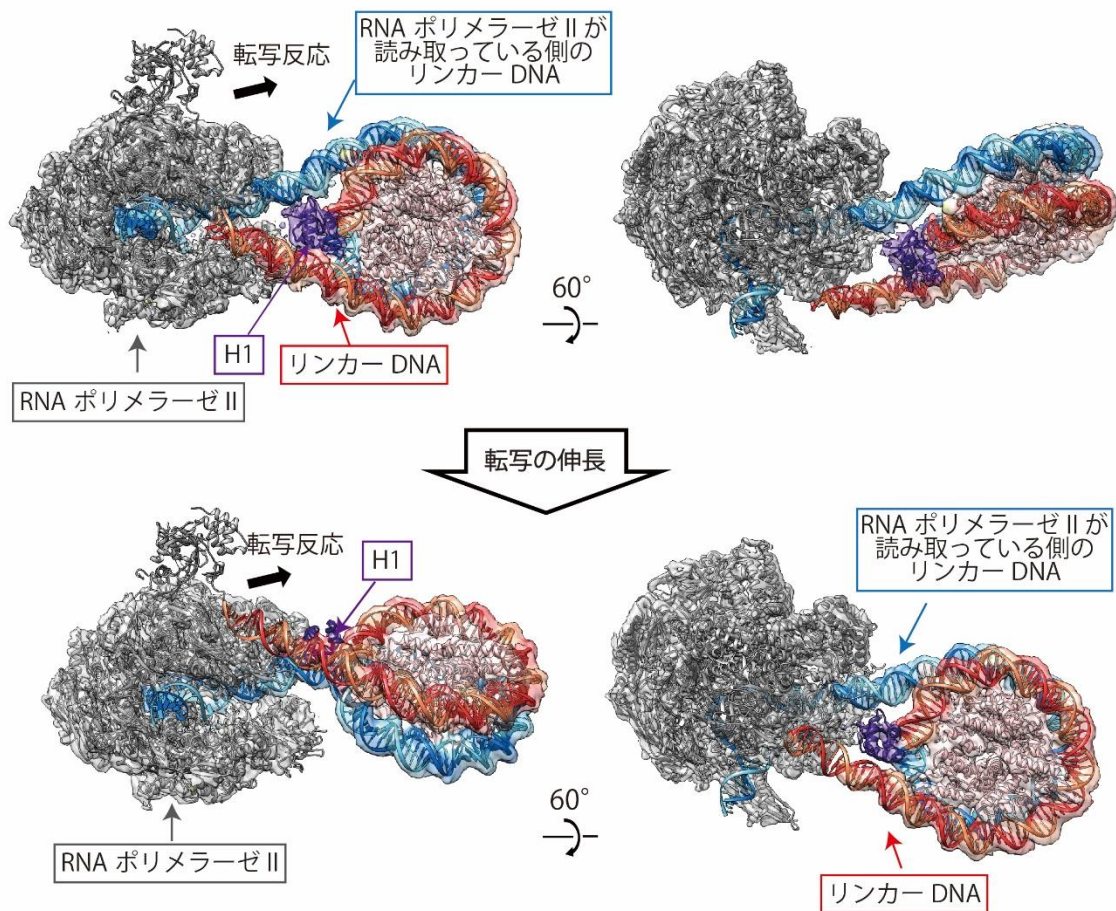 RNA ポリメラーゼ II が
読み取っている側の
リンカー DNA
転写反応
60°
H1
リンカー DNA
RNA ポリメラーゼ II
転写の伸長
転写反応
H1
RNA ポリメラーゼ II が
読み取っている側の
リンカー DNA
60°
RNA ポリメラーゼ II
リンカー DNA